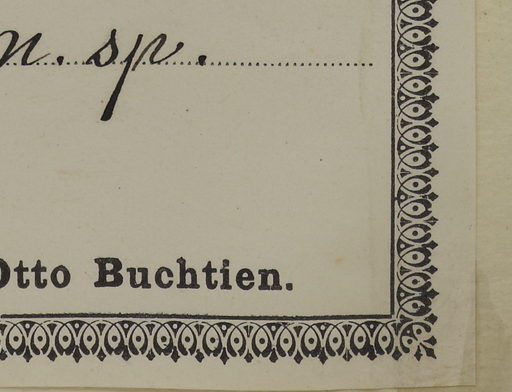 n. sp.
Otto Buchtien.